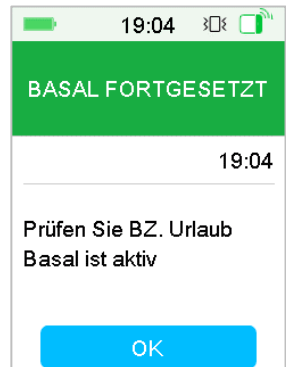 19:04
BASAL FORTGESETZT
19:04
Prüfen Sie BZ. Urlaub
Basal ist aktiv
OK